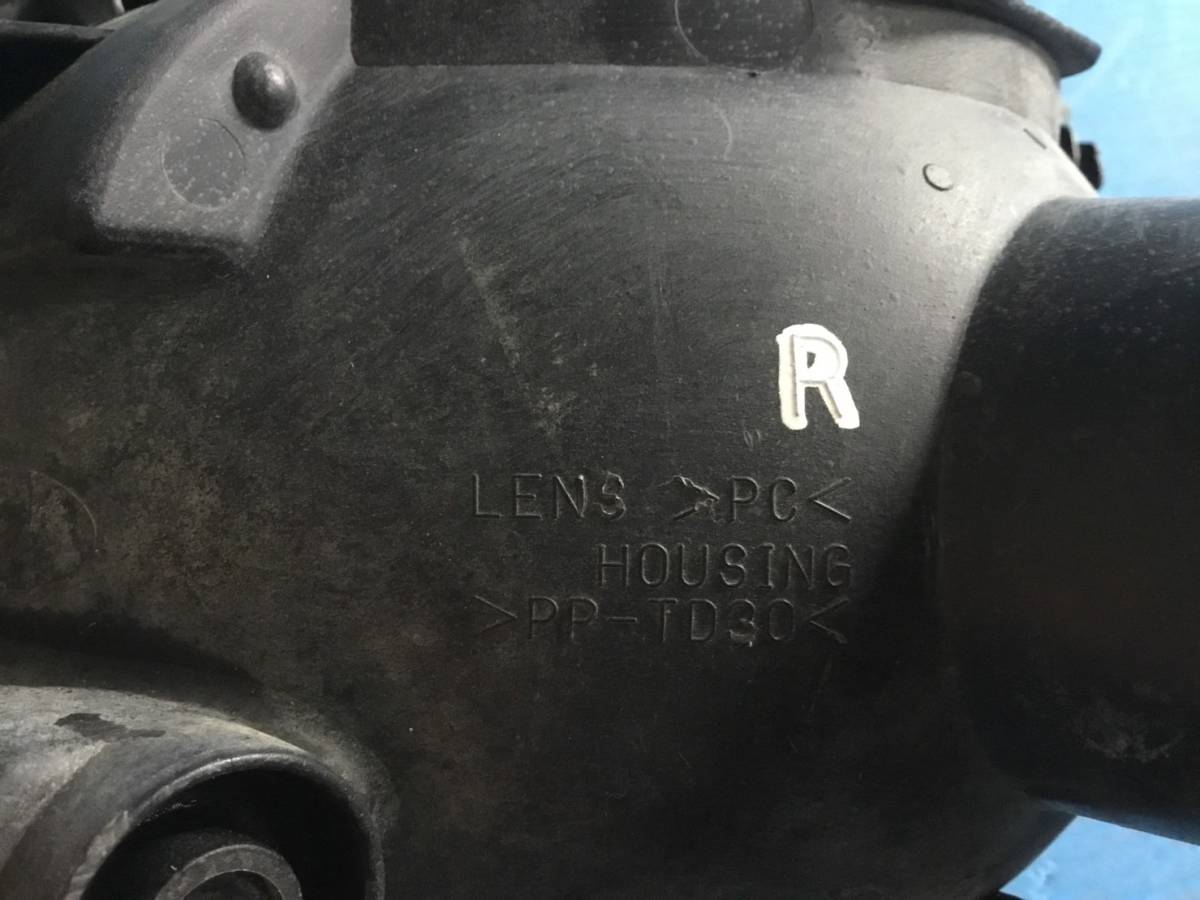 R
LENS >PC<
HOUSING
>PP-TD30<